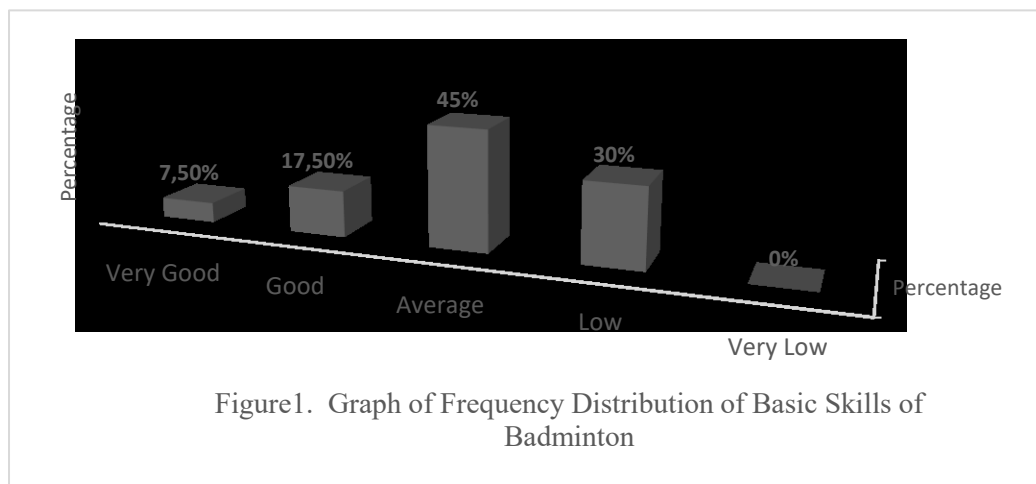 Percentage
45%
30%
17,50%
7,50%
0%
Very Good
Good
Average
Low
Very Low
Percentage
Figure1. Graph of Frequency Distribution of Basic Skills of
Badminton